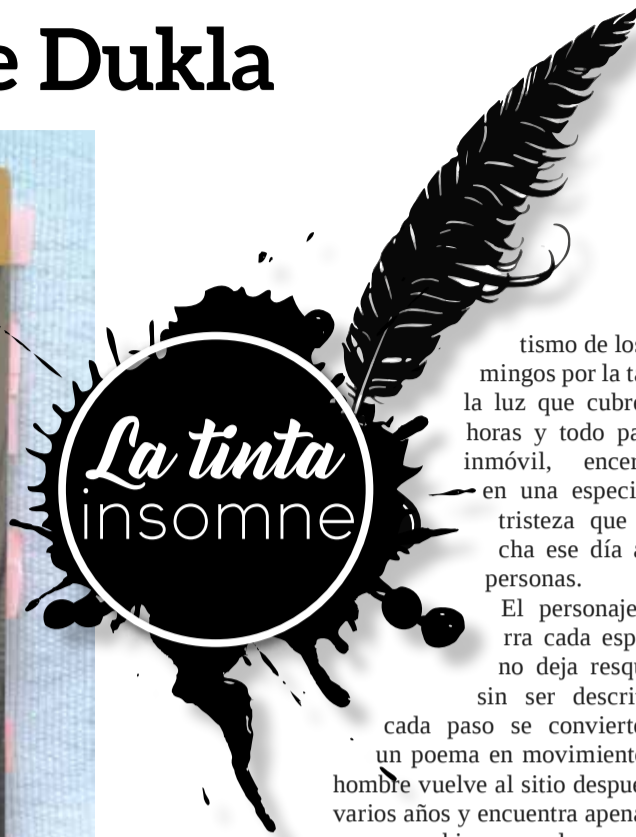 e Dukla
La tinta
insomne
tismo de los
mingos por la ta
la luz que cubre
horas y todo pa
inmóvil, encer
en una especi
tristeza que
cha ese día a
personas.
El personaje
rra cada esp
no deja resqu
sin ser descrit
cada paso se convierte
un poema en movimiento
hombre vuelve al sitio despué
varios años y encuentra apena